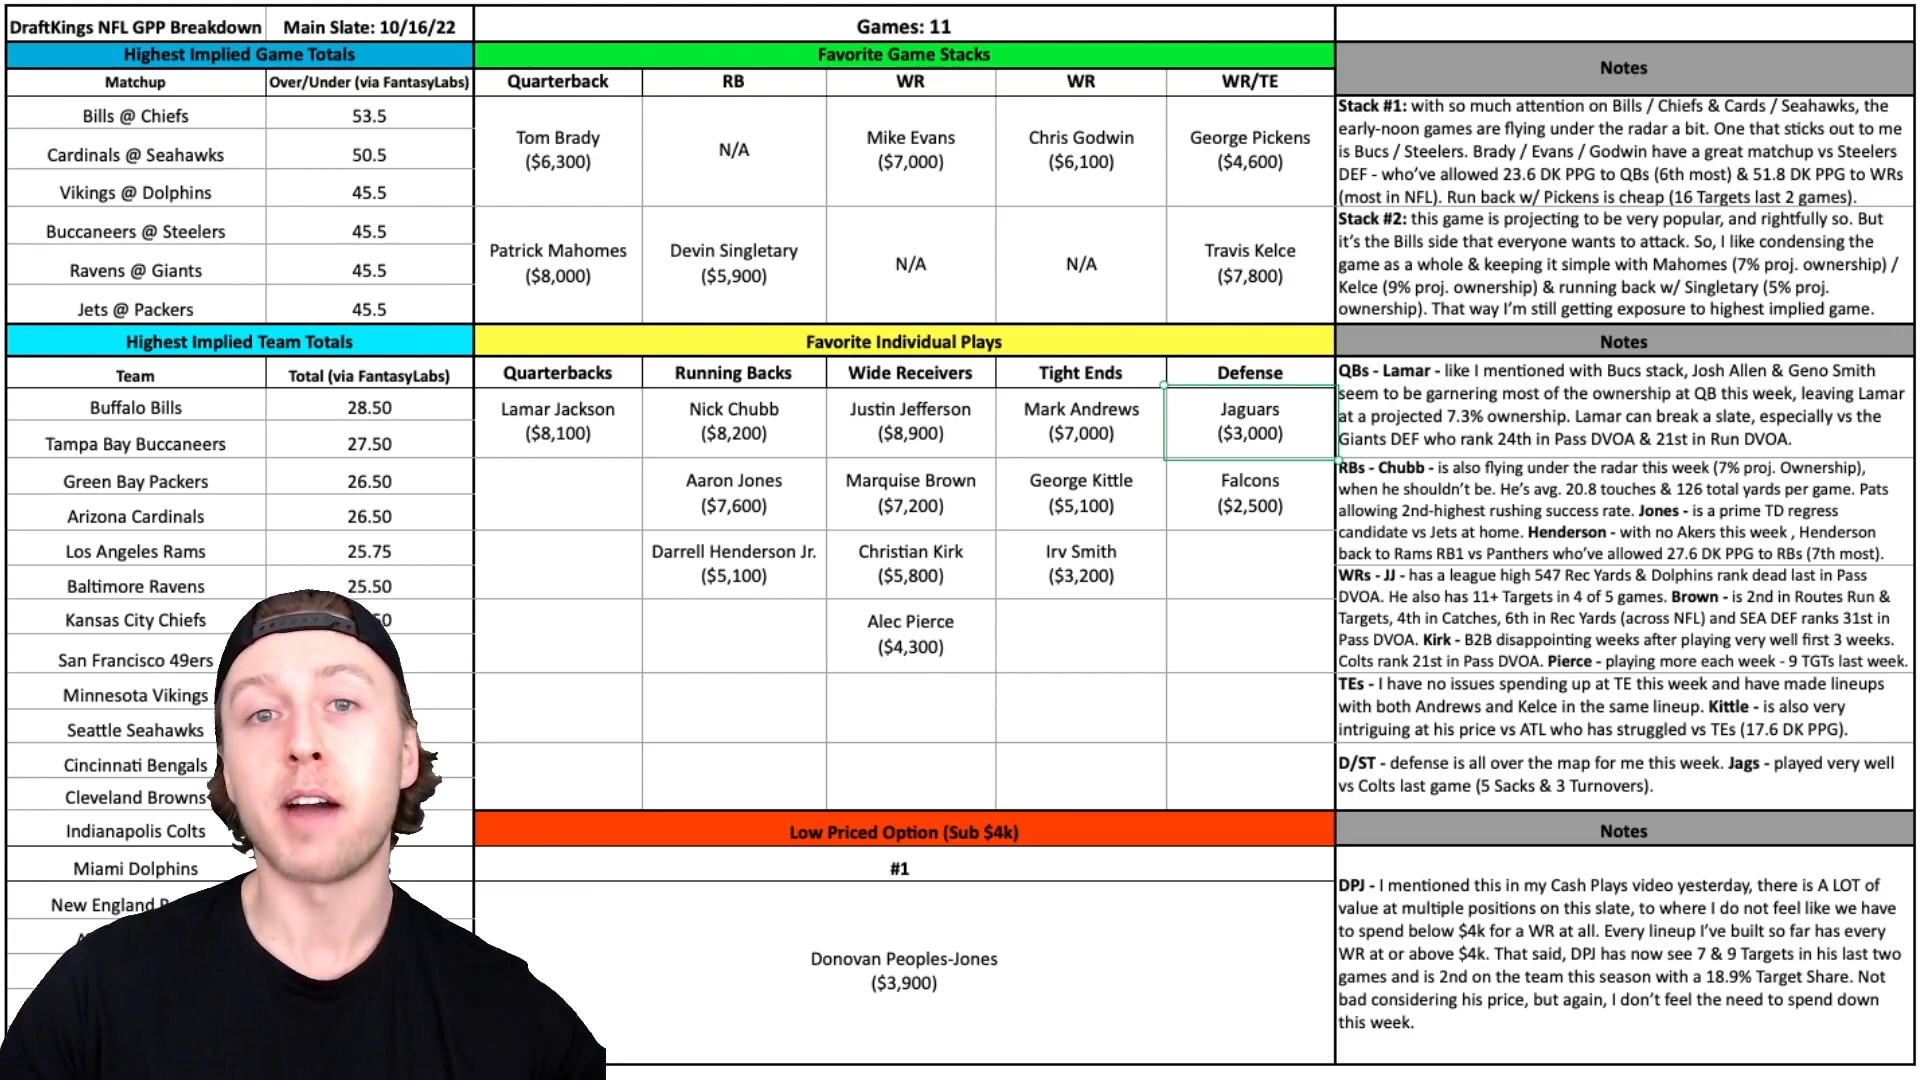 DraftKings NFL GPP Breakdown Main Slate: 10/16/22 Games: 11
Highest Implied Game Totals
Matchup Over/Under (via FantasyLabs)
Bills @ Chiefs 53.5
Cardinals @ Seahawks 50.5
Vikings @ Dolphins 45.5
Buccaneers @ Steelers 45.5
Ravens @ Giants 45.5
Jets @ Packers 45.5
Favorite Game Stacks
Quarterback RB WR WR WR/TE
Tom Brady N/A Mike Evans Chris Godwin George Pickens
($6,300) ($7,000) ($6,100) ($4,600)
Patrick Mahomes Devin Singletary N/A N/A Travis Kelce
($8,000) ($5,900) ($7,800)
Notes
Stack #1: with so much attention on Bills / Chiefs & Cards / Seahawks, the
early-noon games are flying under the radar a bit. One that sticks out to me
is Bucs / Steelers. Brady / Evans / Godwin have a great matchup vs Steelers
DEF - who've allowed 23.6 DK PPG to QBs (6th most) & 51.8 DK PPG to WRs
(most in NFL). Run back w/ Pickens is cheap (16 Targets last 2 games).
Stack #2: this game is projecting to be very popular, and rightfully so. But
it's the Bills side that everyone wants to attack. So, I like condensing the
game as a whole & keeping it simple with Mahomes (7% proj. ownership) /
Kelce (9% proj. ownership) & running back w/ Singletary (5% proj.
ownership). That way I'm still getting exposure to highest implied game.
Highest Implied Team Totals
Team Total (via FantasyLabs)
Buffalo Bills 28.50
Tampa Bay Buccaneers 27.50
Green Bay Packers 26.50
Arizona Cardinals 26.50
Los Angeles Rams 25.75
Baltimore Ravens 25.50
Kansas City Chiefs
San Francisco 49ers
Minnesota Vikings
Seattle Seahawks
Cincinnati Bengals
Cleveland Browns
Indianapolis Colts
Miami Dolphins
New England
Favorite Individual Plays
Quarterbacks Running Backs Wide Receivers Tight Ends Defense
Lamar Jackson Nick Chubb Justin Jefferson Mark Andrews Jaguars
($8,100) ($8,200) ($8,900) ($7,000) ($3,000)
Aaron Jones Marquise Brown George Kittle Falcons
($7,600) ($7,200) ($5,100) ($2,500)
Darrell Henderson Jr. Christian Kirk Irv Smith
($5,100) ($5,800) ($3,200)
Alec Pierce
($4,300)
Notes
QBs - Lamar - like I mentioned with Bucs stack, Josh Allen & Geno Smith
seem to be garnering most of the ownership at QB this week, leaving Lamar
at a projected 7.3% ownership. Lamar can break a slate, especially vs the
Giants DEF who rank 24th in Pass DVOA & 21st in Run DVOA.
RBs - Chubb - is also flying under the radar this week (7% proj. Ownership),
when he shouldn't be. He's avg. 20.8 touches & 126 total yards per game. Pats
allowing 2nd-highest rushing success rate. Jones - is a prime TD regress
candidate vs Jets at home. Henderson - with no Akers this week , Henderson
back to Rams RB1 vs Panthers who've allowed 27.6 DK PPG to RBs (7th most).
WRs - JJ - has a league high 547 Rec Yards & Dolphins rank dead last in Pass
DVOA. He also has 11+ Targets in 4 of 5 games. Brown - is 2nd in Routes Run &
Targets, 4th in Catches, 6th in Rec Yards (across NFL) and SEA DEF ranks 31st in
Pass DVOA. Kirk - B2B disappointing weeks after playing very well first 3 weeks.
Colts rank 21st in Pass DVOA. Pierce - playing more each week - 9 TGTs last week.
TEs - I have no issues spending up at TE this week and have made lineups
with both Andrews and Kelce in the same lineup. Kittle - is also very
intriguing at his price vs ATL who has struggled vs TEs (17.6 DK PPG).
D/ST - defense is all over the map for me this week. Jags - played very well
vs Colts last game (5 Sacks & 3 Turnovers).
Low Priced Option (Sub $4k)
#1
Donovan Peoples-Jones
($3,900)
Notes
DPJ - I mentioned this in my Cash Plays video yesterday, there is A LOT of
value at multiple positions on this slate, to where I do not feel like we have
to spend below $4k for a WR at all. Every lineup I've built so far has every
WR at or above $4k. That said, DPJ has now see 7 & 9 Targets in his last two
games and is 2nd on the team this season with a 18.9% Target Share. Not
bad considering his price, but again, I don't feel the need to spend down
this week.